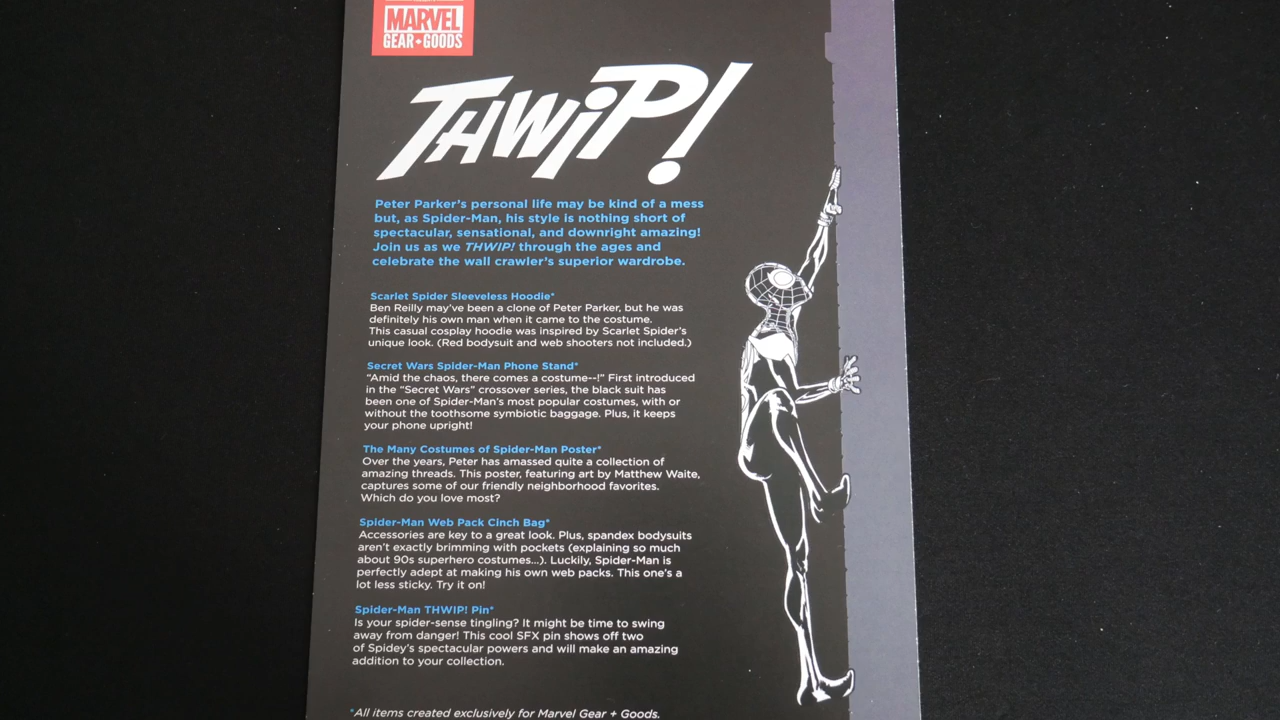 MARVEL
GEAR+GOODS
THWIP!
Peter Parker's personal life may be kind of a mess
but, as Spider-Man, his style is nothing short of
spectacular, sensational, and downright amazing!
Join us as we THWIP! through the ages and
celebrate the wall crawler's superior wardrobe.
Scarlet Spider Sleeveless Hoodie*
Ben Reilly may've been a clone of Peter Parker, but he was
definitely his own man when it came to the costume.
This casual cosplay hoodie was inspired by Scarlet Spider's
unique look. (Red bodysuit and web shooters not included.)
Secret Wars Spider-Man Phone Stand*
“Amid the chaos, there comes a costume--!” First introduced
in the “Secret Wars” crossover series, the black suit has
been one of Spider-Man's most popular costumes, with or
without the toothsome symbiotic baggage. Plus, it keeps
your phone upright!
The Many Costumes of Spider-Man Poster*
Over the years, Peter has amassed quite a collection of
amazing threads. This poster, featuring art by Matthew Waite,
captures some of our friendly neighborhood favorites.
Which do you love most?
Spider-Man Web Pack Cinch Bag*
Accessories are key to a great look. Plus, spandex bodysuits
aren't exactly brimming with pockets (explaining so much
about 90s superhero costumes...). Luckily, Spider-Man is
perfectly adept at making his own web packs. This one's a
lot less sticky. Try it on!
Spider-Man THWIP! Pin*
Is your spider-sense tingling? It might be time to swing
away from danger! This cool SFX pin shows off two
of Spidey's spectacular powers and will make an amazing
addition to your collection.
*All items created exclusively for Marvel Gear + Goods.